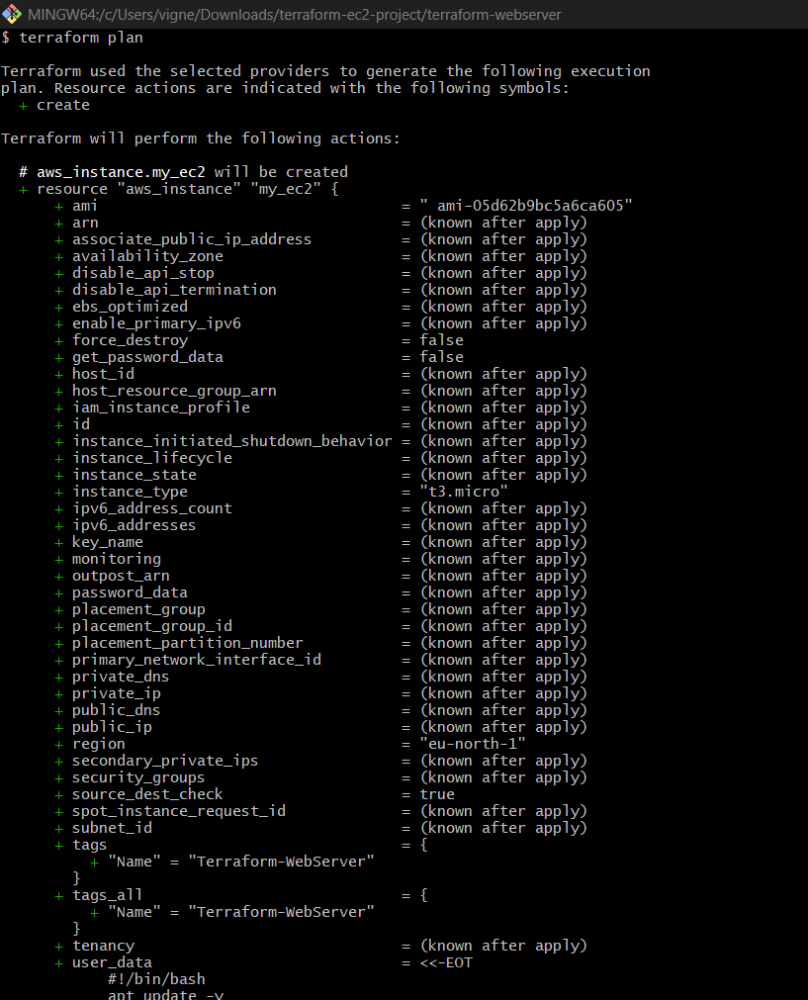 MINGW64:/c/Users/vigne/Downloads/terraform-ec2-project/terraform-webserver
$ terraform plan
Terraform used the selected providers to generate the following execution
plan. Resource actions are indicated with the following symbols:
+ create
Terraform will perform the following actions:
# aws_instance.my_ec2 will be created
+ resource "aws_instance" "my_ec2" {
+ ami = " ami-05d62b9bc5a6ca605"
+ arn = (known after apply)
+ associate_public_ip_address = (known after apply)
+ availability_zone = (known after apply)
+ disable_api_stop = (known after apply)
+ disable_api_termination = (known after apply)
+ ebs_optimized = (known after apply)
+ enable_primary_ipv6 = (known after apply)
+ force_destroy = false
+ get_password_data = false
+ host_id = (known after apply)
+ host_resource_group_arn = (known after apply)
+ iam_instance_profile = (known after apply)
+ id = (known after apply)
+ instance_initiated_shutdown_behavior = (known after apply)
+ instance_lifecycle = (known after apply)
+ instance_state = (known after apply)
+ instance_type = "t3.micro"
+ ipv6_address_count = (known after apply)
+ ipv6_addresses = (known after apply)
+ key_name = (known after apply)
+ monitoring = (known after apply)
+ outpost_arn = (known after apply)
+ password_data = (known after apply)
+ placement_group = (known after apply)
+ placement_group_id = (known after apply)
+ placement_partition_number = (known after apply)
+ primary_network_interface_id = (known after apply)
+ private_dns = (known after apply)
+ private_ip = (known after apply)
+ public_dns = (known after apply)
+ public_ip = (known after apply)
+ region = "eu-north-1"
+ secondary_private_ips = (known after apply)
+ security_groups = (known after apply)
+ source_dest_check = true
+ spot_instance_request_id = (known after apply)
+ subnet_id = (known after apply)
+ tags = {
+ "Name" = "Terraform-WebServer"
}
+ tags_all = {
+ "Name" = "Terraform-WebServer"
}
+ tenancy = (known after apply)
+ user_data = <<-EOT
#!/bin/bash
apt update -y